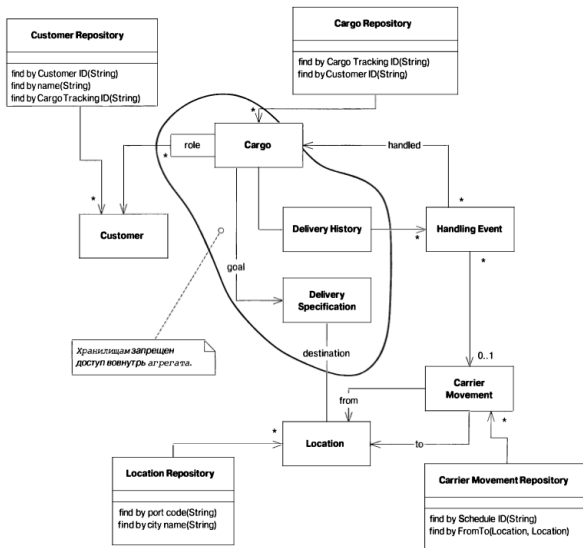 Customer Repository
find by Customer ID(String)
find by name(String)
find by Cargo Tracking ID(String)
Cargo Repository
find by Cargo Tracking ID(String)
find by Customer ID(String)
*
role
*
Cargo
handled
*
Customer
Delivery History
*
Handling Event
*
*
goal
Delivery
Specification
Хранилищам запрещен
доступ вовнутрь агрегата.
destination
0..1
Carrier
Movement
from
*
*
Location
to
Location Repository
find by port code(String)
find by city name(String)
Carrier Movement Repository
find by Schedule ID(String)
find by FromTo(Location, Location)